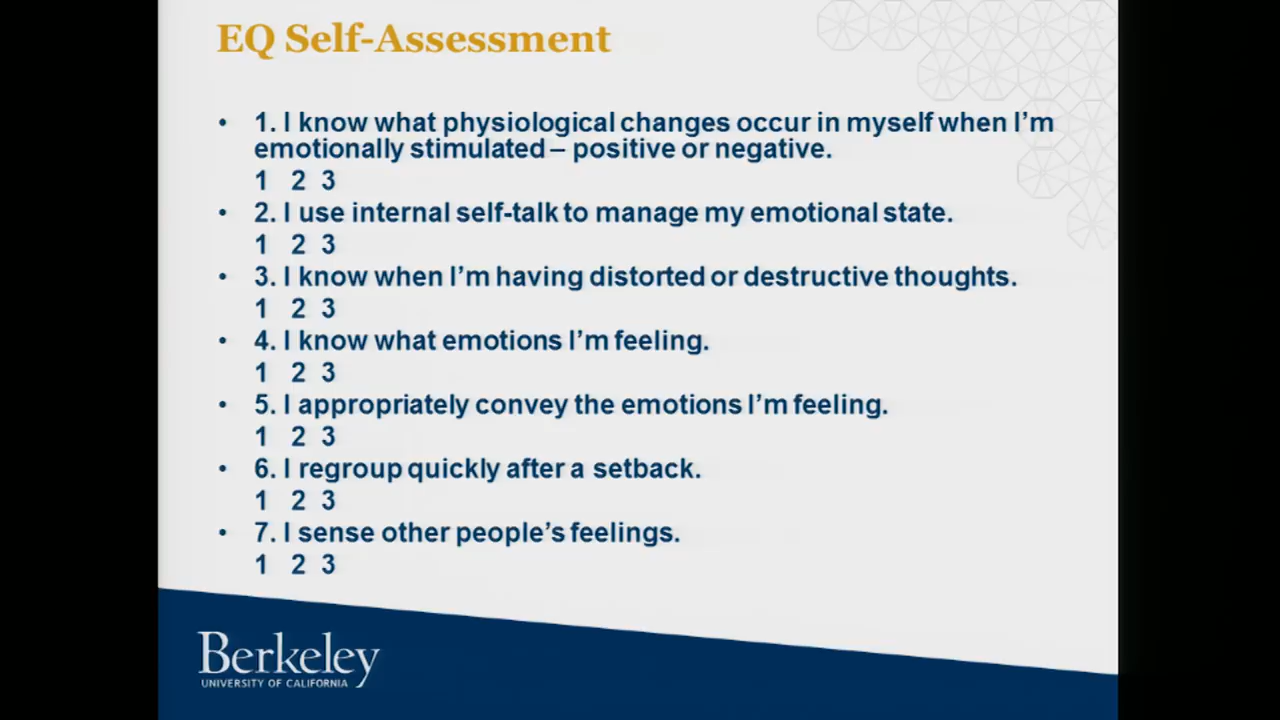 EQ Self-Assessment
• 1. I know what physiological changes occur in myself when I’m
emotionally stimulated – positive or negative.
1 2 3
• 2. I use internal self-talk to manage my emotional state.
1 2 3
• 3. I know when I’m having distorted or destructive thoughts.
1 2 3
• 4. I know what emotions I’m feeling.
1 2 3
• 5. I appropriately convey the emotions I’m feeling.
1 2 3
• 6. I regroup quickly after a setback.
1 2 3
• 7. I sense other people’s feelings.
1 2 3
Berkeley
UNIVERSITY OF CALIFORNIA